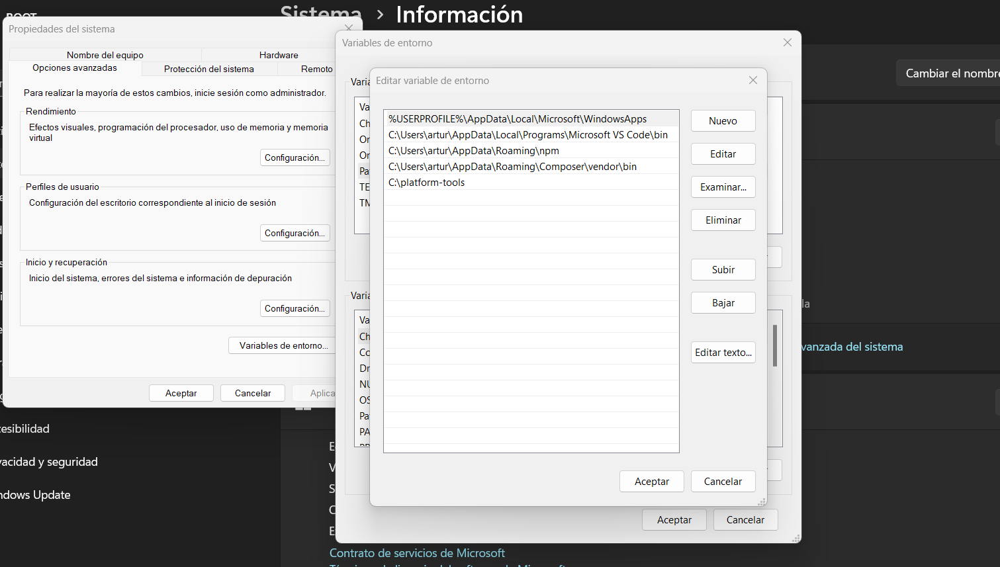 Sistema > Información
Propiedades del sistema
Nombre del equipo
Hardware
Opciones avanzadas
Protección del sistema
Remoto
Para realizar la mayoría de estos cambios, inicie sesión como administrador.
Rendimiento
Efectos visuales, programación del procesador, uso de memoria y memoria
virtual
Configuración...
Perfiles de usuario
Configuración del escritorio correspondiente al inicio de sesión
Configuración...
Inicio y recuperación
Inicio del sistema, errores del sistema e información de depuración
Configuración...
Variables de entorno...
Aceptar
Cancelar
Aplica
Variables de entorno
Varia
Va
Ch
On
On
Pa
TE
TM
Varia
Va
Ch
Co
Dr
NU
OS
Pa
PA
Aceptar
Cancelar
Editar variable de entorno
%USERPROFILE%\AppData\Local\Microsoft\WindowsApps
C:\Users\artur\AppData\Local\Programs\Microsoft VS Code\bin
C:\Users\artur\AppData\Roaming\npm
C:\Users\artur\AppData\Roaming\Composer\vendor\bin
C:\platform-tools
Nuevo
Editar
Examinar...
Eliminar
Subir
Bajar
Editar texto...
Aceptar
Cancelar
Cambiar el nombre
la
vanzada del sistema
esibilidad
vacidad y seguridad
ndows Update
Contrato de servicios de Microsoft